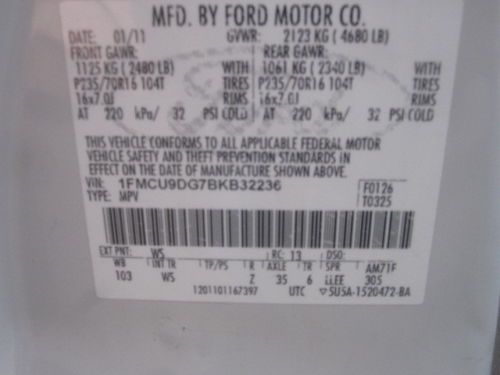 MFD. BY FORD MOTOR CO.
DATE: 01/11 GVWR: 2123 KG (4680 LB)
FRONT GAWR: REAR GAWR:
1125 KG (2480 LB) WITH 1061 KG (2340 LB) WITH
P235/70R16 104T TIRES P235/70R16 104T TIRES
16x7.0J RIMS 16x7.0J RIMS
AT 220 kPa/ 32 PSI COLD AT 220 kPa/ 32 PSI COLD
THIS VEHICLE CONFORMS TO ALL APPLICABLE FEDERAL MOTOR
VEHICLE SAFETY AND THEFT PREVENTION STANDARDS IN
EFFECT ON THE DATE OF MANUFACTURE SHOWN ABOVE.
VIN: 1FMCU9DG7BKB32236 F0126
TYPE: MPV T0325
EXT PNT: WS RC: 13 DSO:
WB INT TR TP/PS R AXLE TR SPR AM71F
103 WS Z 35 6 LLEE 305
1201101167397 UTC ▽5U5A-1520472-BA